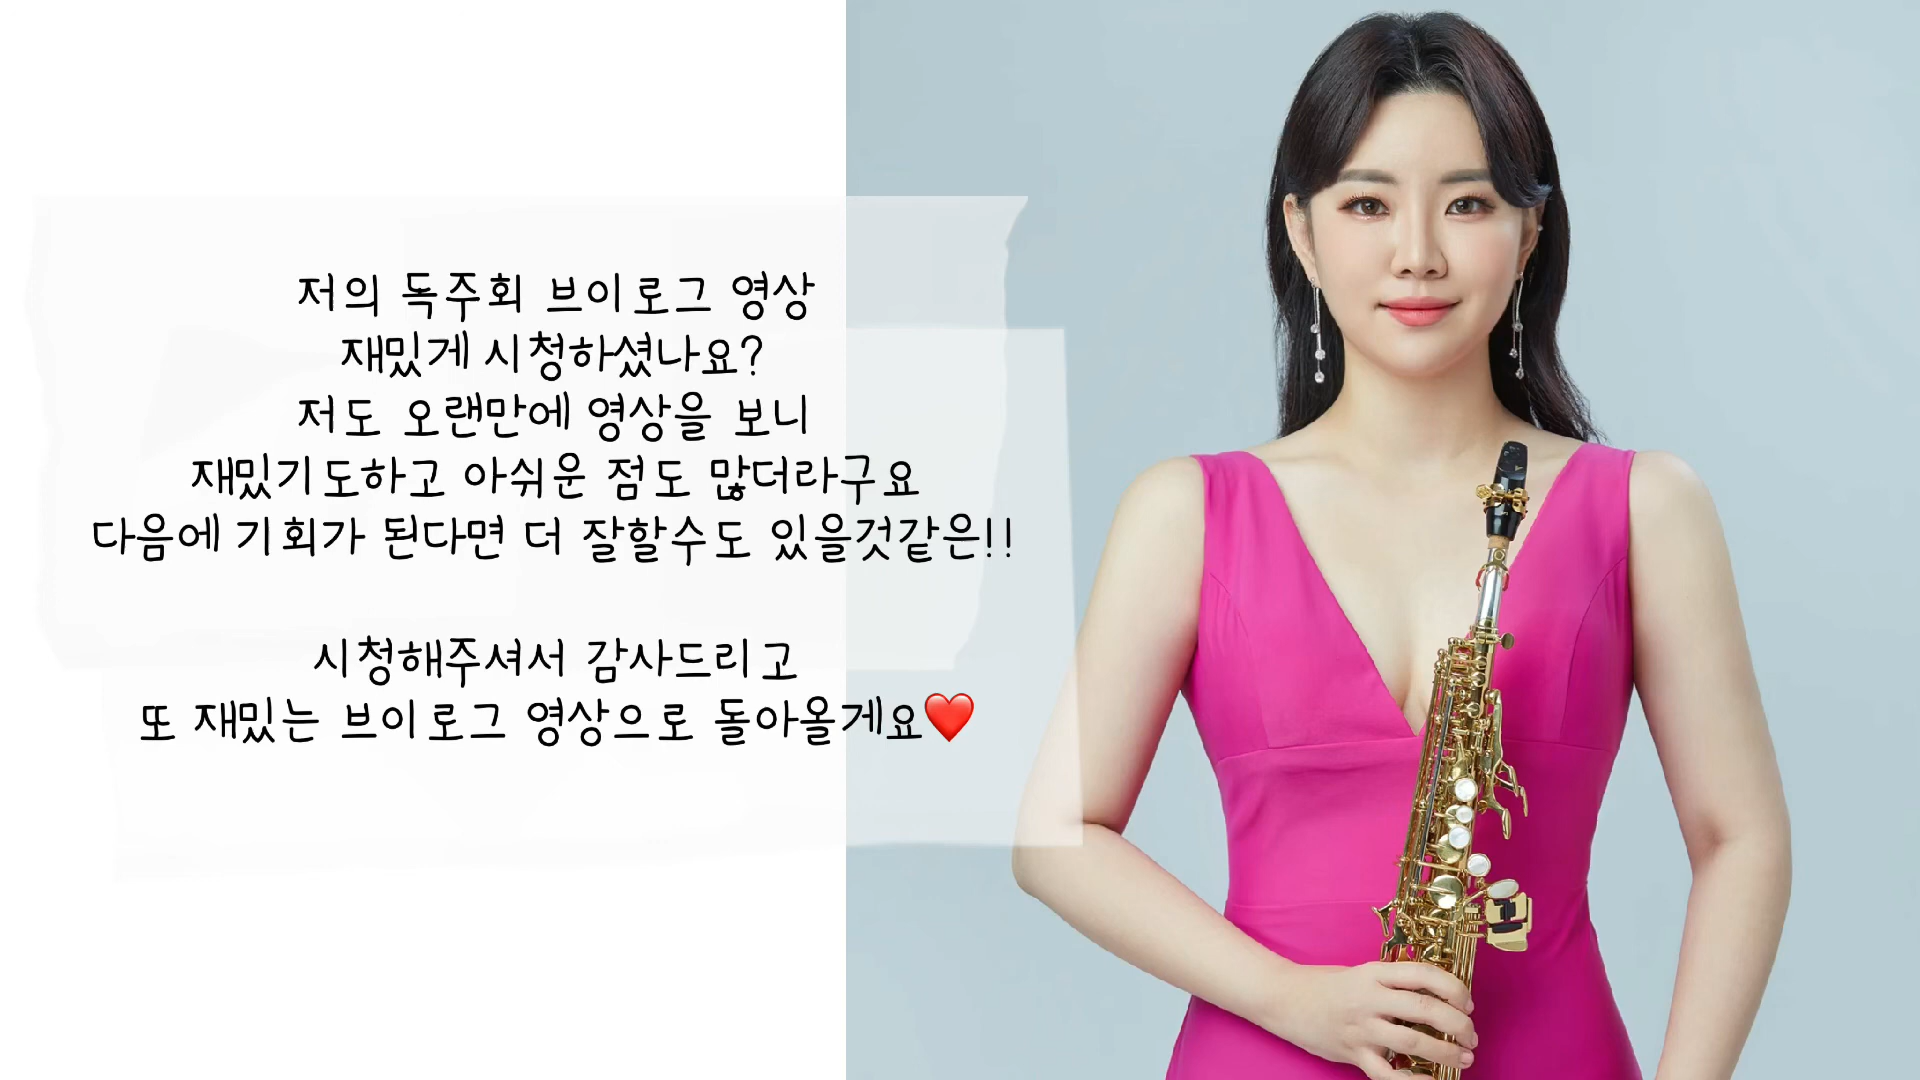 저의 독주회 브이로그 영상
재밌게 시청하셨나요?
저도 오랜만에 영상을 보니
재밌기도하고 아쉬운 점도 많더라구요
다음에 기회가 된다면 더 잘할수도 있을것같은!!
시청해주셔서 감사드리고
또 재밌는 브이로그 영상으로 돌아올게요❤️